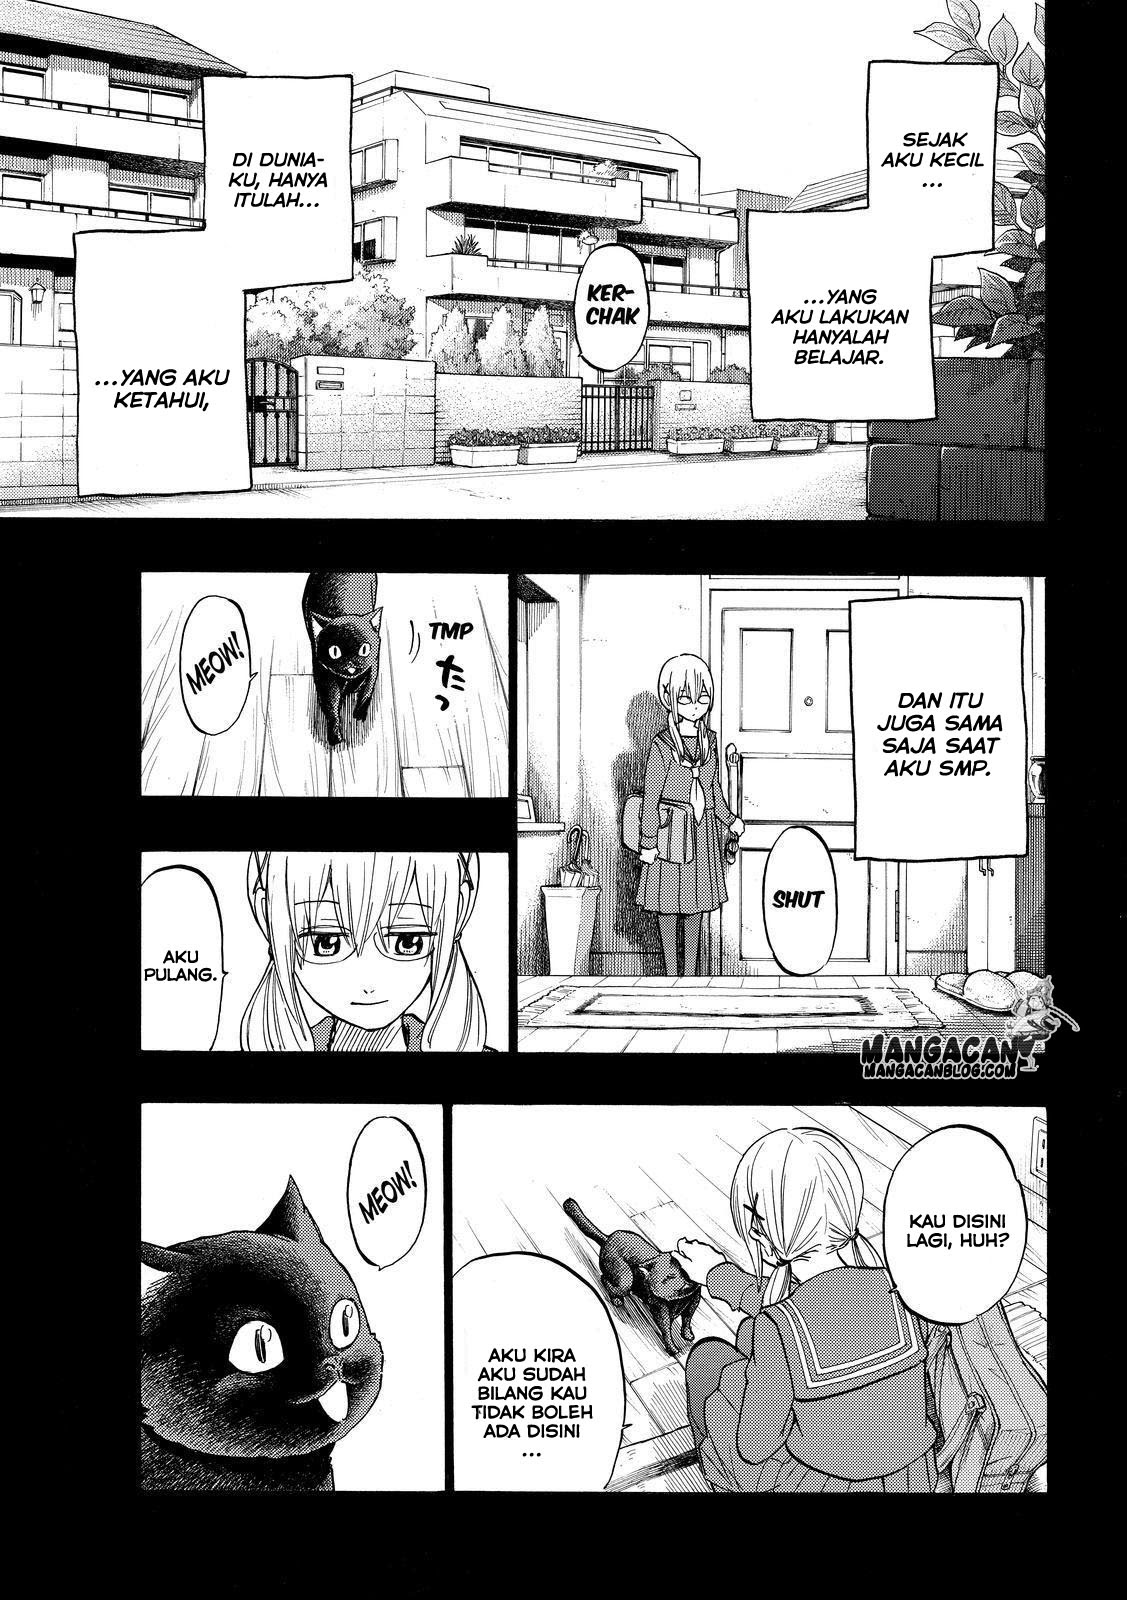 SEJAK
AKU KECIL
...
...YANG
AKU LAKUKAN
HANYALAH
BELAJAR.
KER-
CHAK
DI DUNIA-
KU, HANYA
ITULAH...
...YANG AKU
KETAHUI,
DAN ITU
JUGA SAMA
SAJA SAAT
AKU SMP.
SHUT
TMP
たっ
MEOW!
AKU
PULANG.
MANGACAN
MANGACANBLOG.COM
KAU DISINI
LAGI, HUH?
AKU KIRA
AKU SUDAH
BILANG KAU
TIDAK BOLEH
ADA DISINI
...
MEOW!